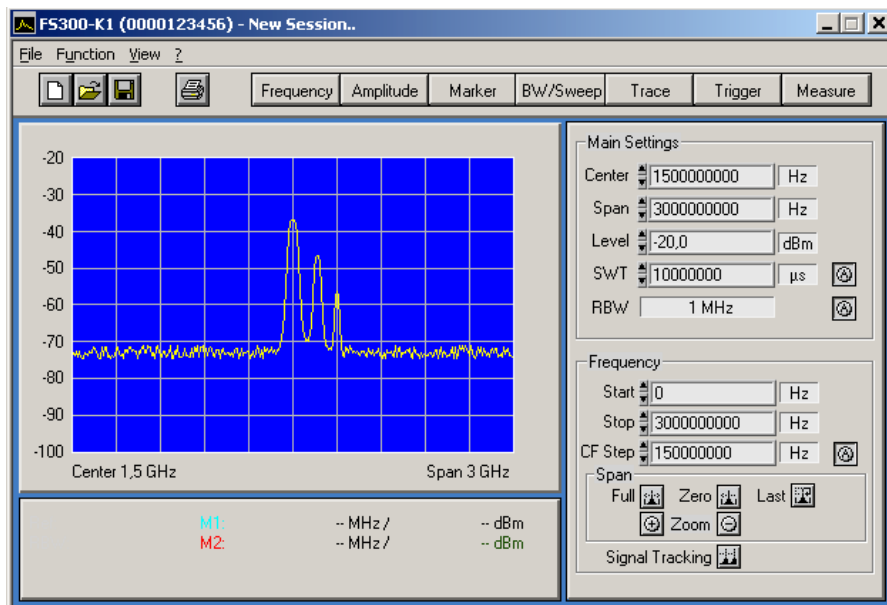 FS300-K1 (0000123456) - New Session..
File Function View ?
Frequency Amplitude Marker BW/Sweep Trace Trigger Measure
-20
-30
-40
-50
-60
-70
-80
-90
-100
Center 1,5 GHz Span 3 GHz
M1: -- MHz / -- dBm
M2: -- MHz / -- dBm
Main Settings
Center 1500000000 Hz
Span 3000000000 Hz
Level -20,0 dBm
SWT 10000000 µs A
RBW 1 MHz A
Frequency
Start 0 Hz
Stop 3000000000 Hz
CF Step 150000000 Hz A
Span
Full Zero Last
Zoom
Signal Tracking